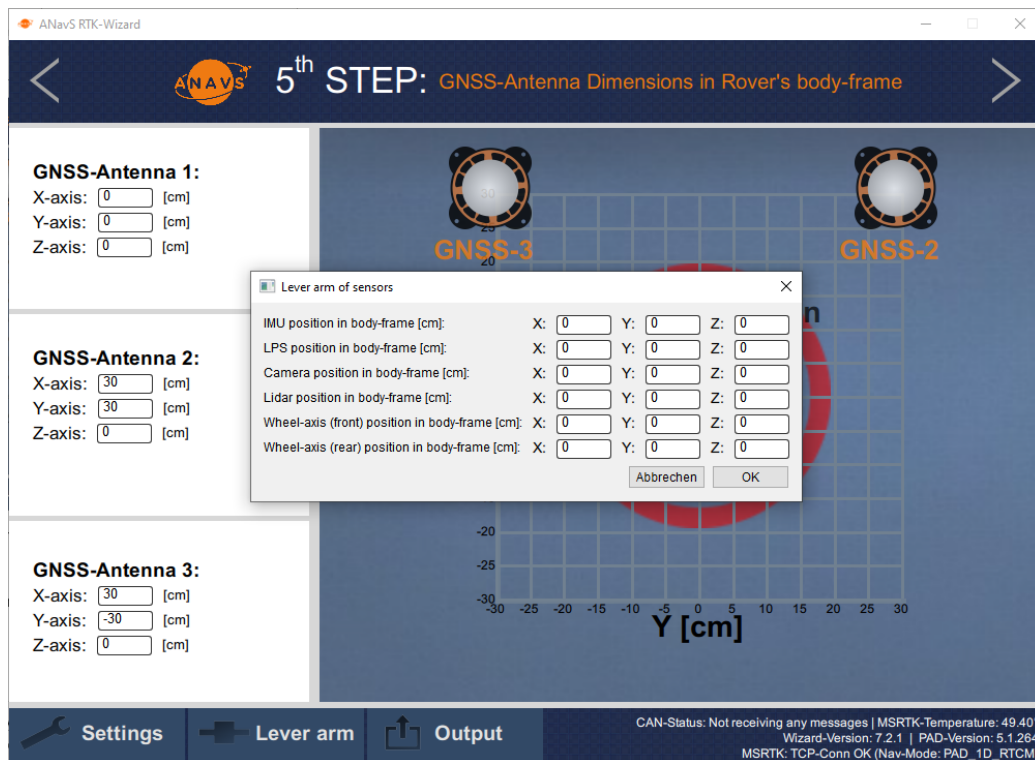 ANavS RTK-Wizard
ANAVS
5th STEP: GNSS-Antenna Dimensions in Rover's body-frame
GNSS-Antenna 1:
X-axis: 0 [cm]
Y-axis: 0 [cm]
Z-axis: 0 [cm]
GNSS-Antenna 2:
X-axis: 30 [cm]
Y-axis: 30 [cm]
Z-axis: 0 [cm]
GNSS-Antenna 3:
X-axis: 30 [cm]
Y-axis: -30 [cm]
Z-axis: 0 [cm]
30
25
20
GNSS-3
GNSS-2
n
Lever arm of sensors
IMU position in body-frame [cm]: X: 0 Y: 0 Z: 0
LPS position in body-frame [cm]: X: 0 Y: 0 Z: 0
Camera position in body-frame [cm]: X: 0 Y: 0 Z: 0
Lidar position in body-frame [cm]: X: 0 Y: 0 Z: 0
Wheel-axis (front) position in body-frame [cm]: X: 0 Y: 0 Z: 0
Wheel-axis (rear) position in body-frame [cm]: X: 0 Y: 0 Z: 0
Abbrechen OK
-20
-25
-30
-30 -25 -20 -15 -10 -5 0 5 10 15 20 25 30
Y [cm]
Settings
Lever arm
Output
CAN-Status: Not receiving any messages | MSRTK-Temperature: 49.40
Wizard-Version: 7.2.1 | PAD-Version: 5.1.264
MSRTK: TCP-Conn OK (Nav-Mode: PAD_1D_RTCM